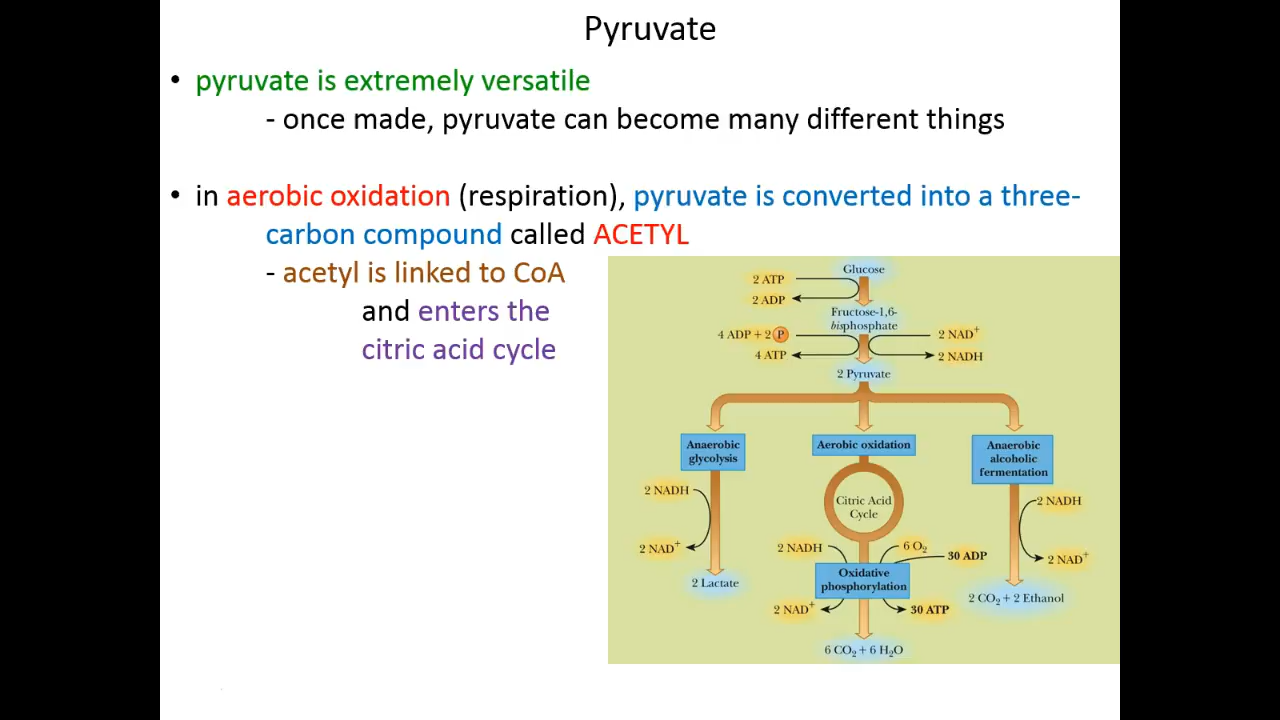 Pyruvate
• pyruvate is extremely versatile
- once made, pyruvate can become many different things
• in aerobic oxidation (respiration), pyruvate is converted into a three-
carbon compound called ACETYL
- acetyl is linked to CoA
and enters the
citric acid cycle
Glucose
2 ATP
2 ADP
Fructose-1,6-
bisphosphate
4 ADP + 2 P
2 NAD⁺
4 ATP
2 NADH
2 Pyruvate
Anaerobic
glycolysis
Aerobic oxidation
Anaerobic
alcoholic
fermentation
2 NADH
2 NAD⁺
2 Lactate
Citric Acid
Cycle
2 NADH
6 O₂
30 ADP
Oxidative
phosphorylation
2 NAD⁺
30 ATP
6 CO₂ + 6 H₂O
2 NADH
2 NAD⁺
2 CO₂ + 2 Ethanol